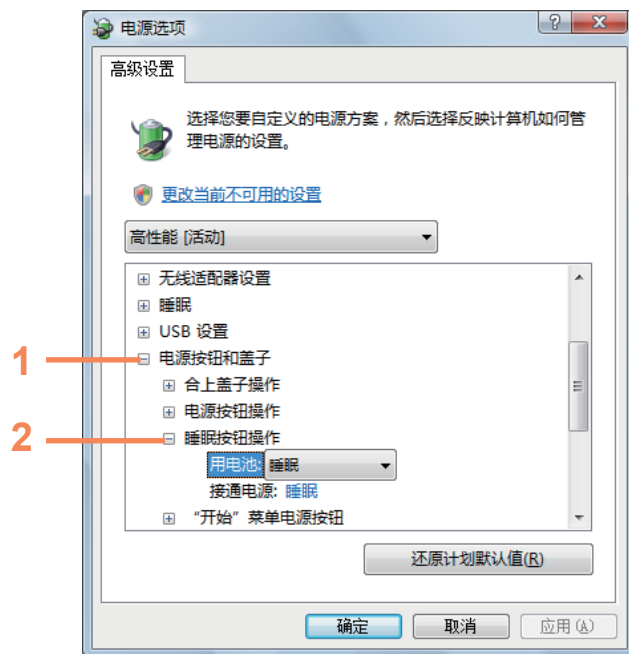 电源选项
高级设置
选择您要自定义的电源方案，然后选择反映计算机如何管
理电源的设置。
更改当前不可用的设置
高性能 [活动]
无线适配器设置
睡眠
USB 设置
1
电源按钮和盖子
合上盖子操作
电源按钮操作
2
睡眠按钮操作
用电池: 睡眠
接通电源: 睡眠
“开始”菜单电源按钮
还原计划默认值(R)
确定 取消 应用(A)